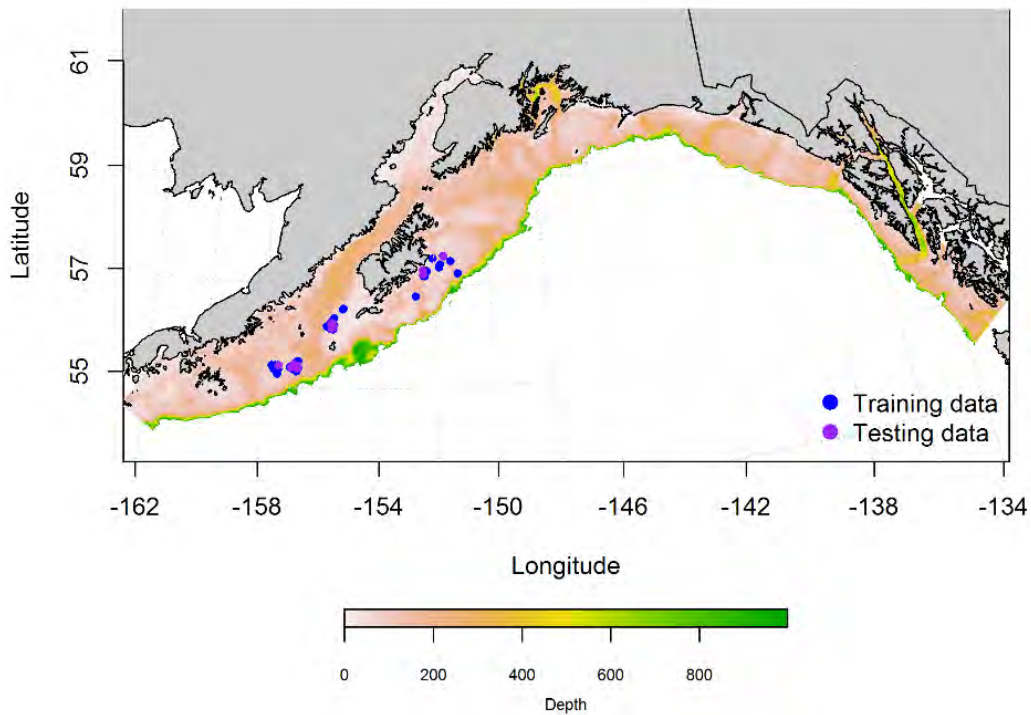 61
59
57
55
Latitude
Training data
Testing data
-162 -158 -154 -150 -146 -142 -138 -134
Longitude
0 200 400 600 800
Depth